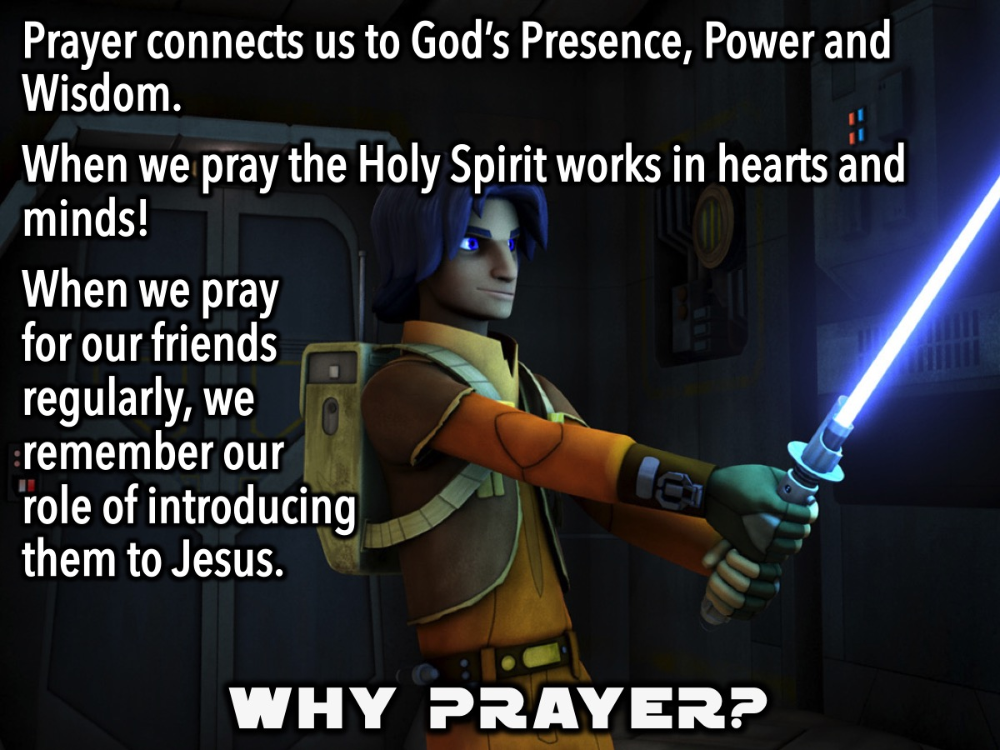 Prayer connects us to God’s Presence, Power and
Wisdom.
When we pray the Holy Spirit works in hearts and
minds!
When we pray
for our friends
regularly, we
remember our
role of introducing
them to Jesus.
WHY PRAYER?